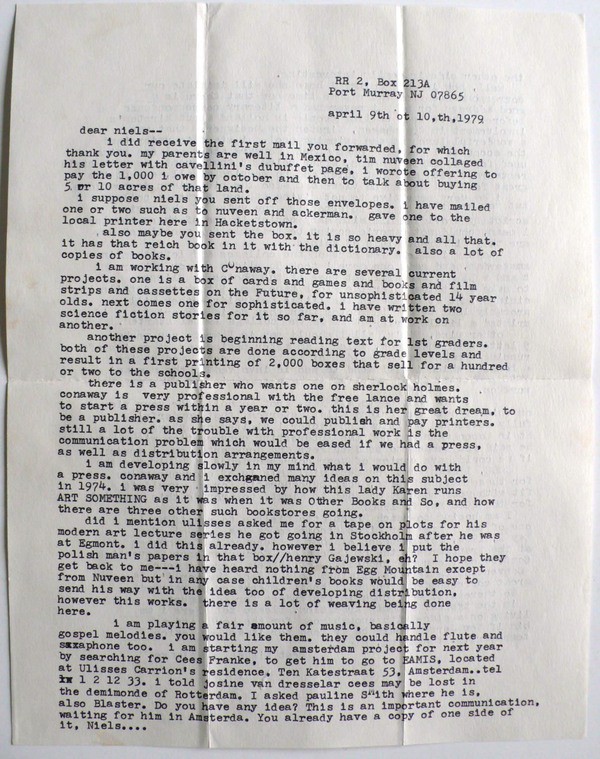 RR 2, Box 213A
Port Murray NJ 07865
april 9th ot 10,th,1979
dear niels--
i did receive the first mail you forwarded, for which
thank you. my parents are well in Mexico, tim nuveen collaged
his letter with cavellini's dubuffet page, i worote offering to
pay the 1,000 i owe by october and then to talk about buying
5 or 10 acres of that land.
i suppose niels you sent off those envelopes. i have mailed
one or two such as to nuveen and ackerman. gave one to the
local printer here in Hacketstown.
also maybe you sent the box. it is so heavy and all that.
it has that reich book in it with the dictionary. also a lot of
copies of books.
i am working with Cunaway. there are several current
projects. one is a box of cards and games and books and film
strips and cassettes on the Future, for unsophisticated 14 year
olds. next comes one for sophisticated. i have written two
science fiction stories for it so far, and am at work on
another.
another project is beginning reading text for 1st graders.
both of these projects are done according to grade levels and
result in a first printing of 2,000 boxes that sell for a hundred
or two to the schools.
there is a publisher who wants one on sherlock holmes.
conaway is very professional with the free lance and wants
to start a press within a year or two. this is her great dream, to
be a publisher. as she says, we could publish and pay printers.
still a lot of the trouble with professional work is the
communication problem which would be eased if we had a press,
as well as distribution arrangements.
i am developing slowly in my mind what i would do with
a press. conaway and i exchganed many ideas on this subject
in 1974. i was very impressed by how this lady Karen runs
ART SOMETHING as it was when it was Other Books and So, and how
there are three other such bookstores going.
did i mention ulisses asked me for a tape on plots for his
modern art lecture series he got going in Stockholm after he was
at Egmont. i did this already. however i believe i put the
polish man's papers in that box//henry Gajewski, eh? I hope they
get back to me---i have heard nothing from Egg Mountain except
from Nuveen but in any case children's books would be easy to
send his way with the idea too of developing distribution,
however this works. there is a lot of weaving being done
here.
i am playing a fair amount of music, basically
gospel melodies. you would like them. they could handle flute and
saxaphone too. i am starting my amsterdam project for next year
by searching for Cees Franke, to get him to go to EAMIS, located
at Ulisses Carrion's residence, Ten Katestraat 53, Amsterdam..tel
1 2 12 33. i told josine van dresselar cees may be lost in
the demimonde of Rotterdam. I asked pauline Smith where he is,
also Blaster. Do you have any idea? This is an important communication,
waiting for him in Amsterda. You already have a copy of one side of
it, Niels....